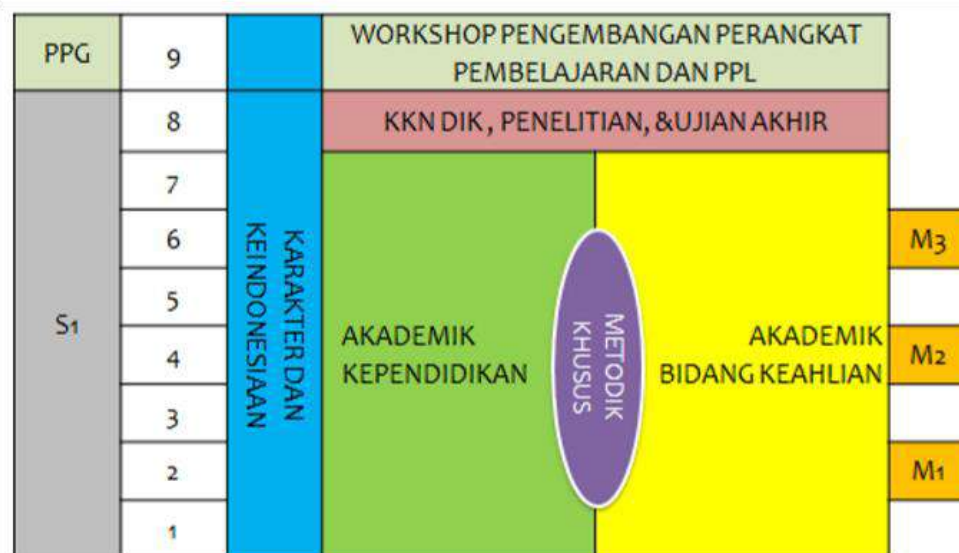 PPG
9
WORKSHOP PENGEMBANGAN PERANGKAT
PEMBELAJARAN DAN PPL
8
KKN DIK , PENELITIAN, &UJIAN AKHIR
7
6
M3
5
S1
KARAKTER DAN
KEINDONESIAAN
AKADEMIK
KEPENDIDIKAN
METODIK
KHUSUS
AKADEMIK
BIDANG KEAHLIAN
4
M2
3
2
M1
1